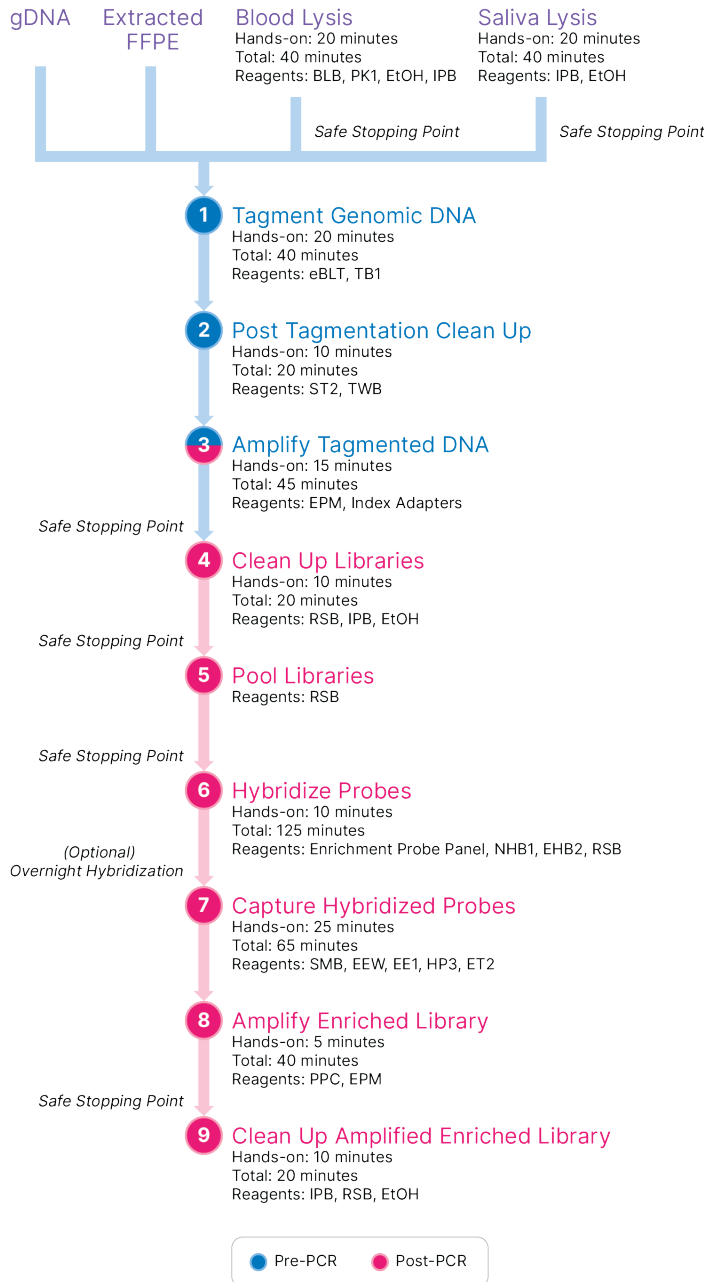 gDNA
Extracted
FFPE
Blood Lysis
Hands-on: 20 minutes
Total: 40 minutes
Reagents: BLB, PK1, EtOH, IPB
Saliva Lysis
Hands-on: 20 minutes
Total: 40 minutes
Reagents: IPB, EtOH
Safe Stopping Point
Safe Stopping Point
1
Tagment Genomic DNA
Hands-on: 20 minutes
Total: 40 minutes
Reagents: eBLT, TB1
2
Post Tagmentation Clean Up
Hands-on: 10 minutes
Total: 20 minutes
Reagents: ST2, TWB
3
Amplify Tagmented DNA
Hands-on: 15 minutes
Total: 45 minutes
Reagents: EPM, Index Adapters
Safe Stopping Point
4
Clean Up Libraries
Hands-on: 10 minutes
Total: 20 minutes
Reagents: RSB, IPB, EtOH
Safe Stopping Point
5
Pool Libraries
Reagents: RSB
Safe Stopping Point
6
Hybridize Probes
Hands-on: 10 minutes
Total: 125 minutes
Reagents: Enrichment Probe Panel, NHB1, EHB2, RSB
(Optional)
Overnight Hybridization
7
Capture Hybridized Probes
Hands-on: 25 minutes
Total: 65 minutes
Reagents: SMB, EEW, EE1, HP3, ET2
8
Amplify Enriched Library
Hands-on: 5 minutes
Total: 40 minutes
Reagents: PPC, EPM
Safe Stopping Point
9
Clean Up Amplified Enriched Library
Hands-on: 10 minutes
Total: 20 minutes
Reagents: IPB, RSB, EtOH
Pre-PCR
Post-PCR